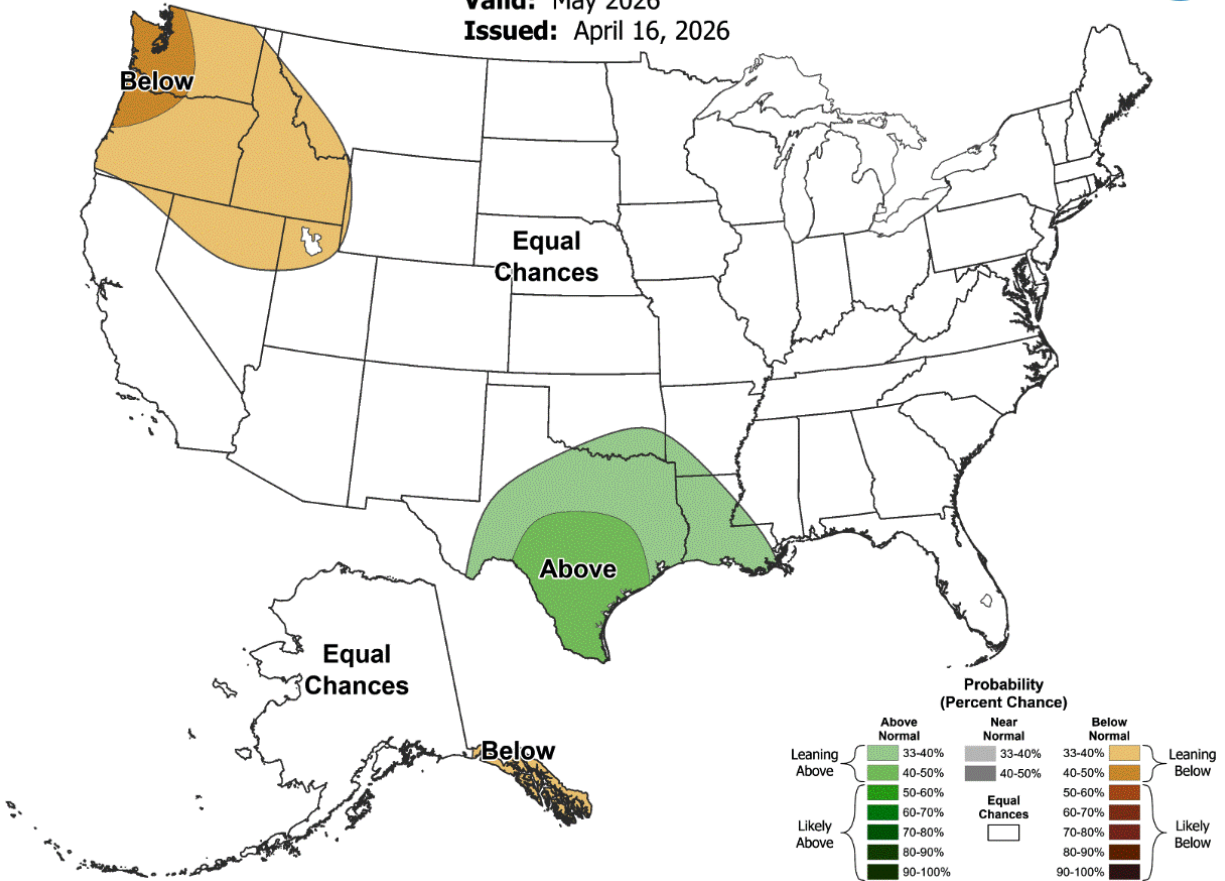 Valid: May 2026
Issued: April 16, 2026
Below
Equal
Chances
Above
Equal
Chances
Below
Probability
(Percent Chance)
Above
Normal
Near
Normal
Below
Normal
Leaning
Above
33-40%
33-40%
33-40%
Leaning
Below
40-50%
40-50%
40-50%
Likely
Above
50-60%
Equal
Chances
50-60%
Likely
Below
60-70%
60-70%
70-80%
70-80%
80-90%
80-90%
90-100%
90-100%